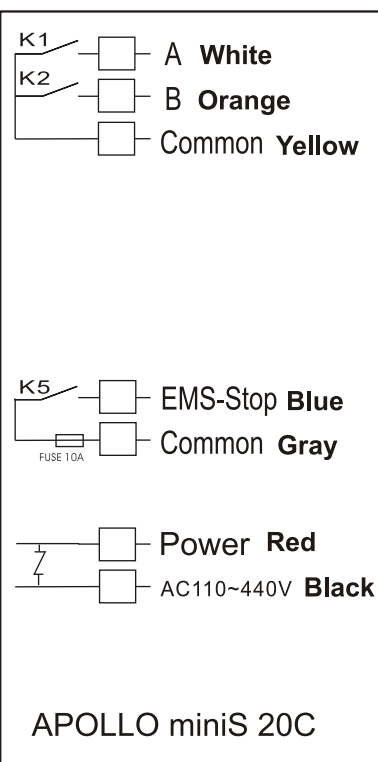 K1
A White
K2
B Orange
Common Yellow
K5
EMS-Stop Blue
Common Gray
FUSE 10A
Power Red
AC110~440V Black
APOLLO miniS 20C